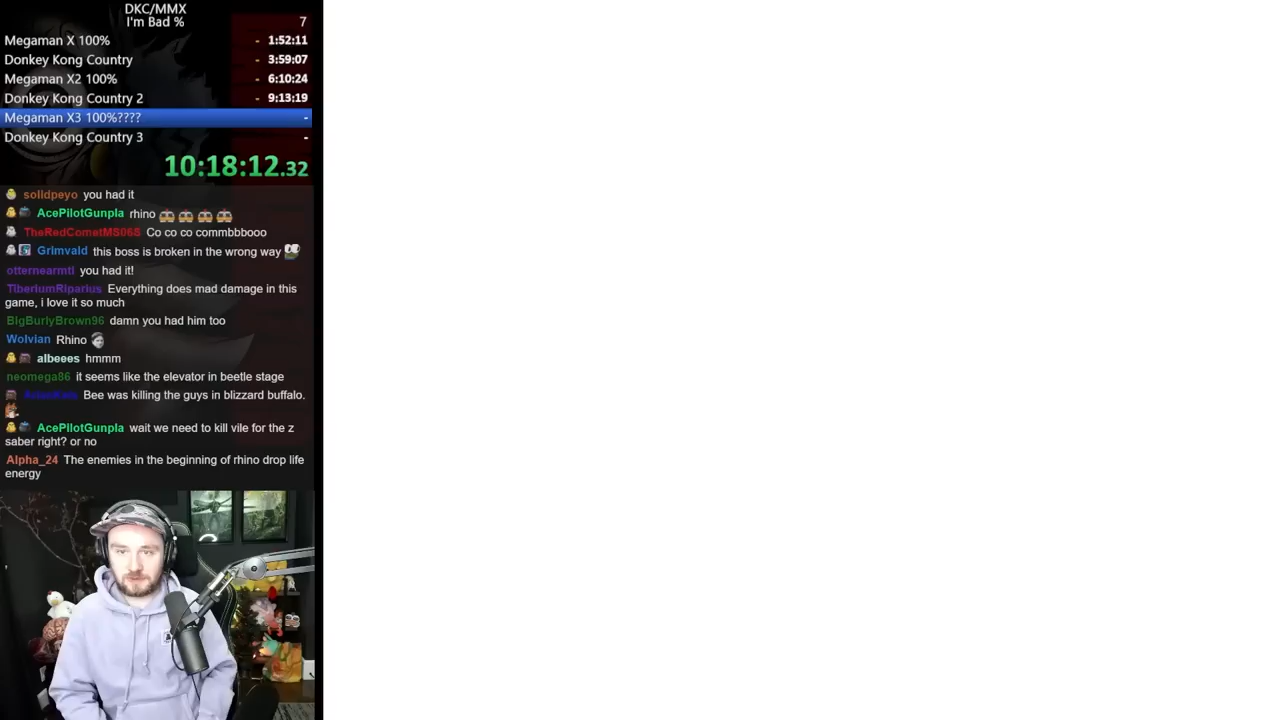 DKC/MMX
I'm Bad %
7
Megaman X 100% - 1:52:11
Donkey Kong Country - 3:59:07
Megaman X2 100% - 6:10:24
Donkey Kong Country 2 - 9:13:19
Megaman X3 100%???? -
Donkey Kong Country 3 -
10:18:12.32
solidpeyo you had it
AcePilotGunpla rhino
TheRedCometMS06S Co co co commbbbooo
Grimvald this boss is broken in the wrong way
otternearmtl you had it!
TiberiumRiparius Everything does mad damage in this
game, i love it so much
BigBurlyBrown96 damn you had him too
Wolvian Rhino
albeees hmmm
neomega86 it seems like the elevator in beetle stage
Bee was killing the guys in blizzard buffalo.
AcePilotGunpla wait we need to kill vile for the z
saber right? or no
Alpha_24 The enemies in the beginning of rhino drop life
energy